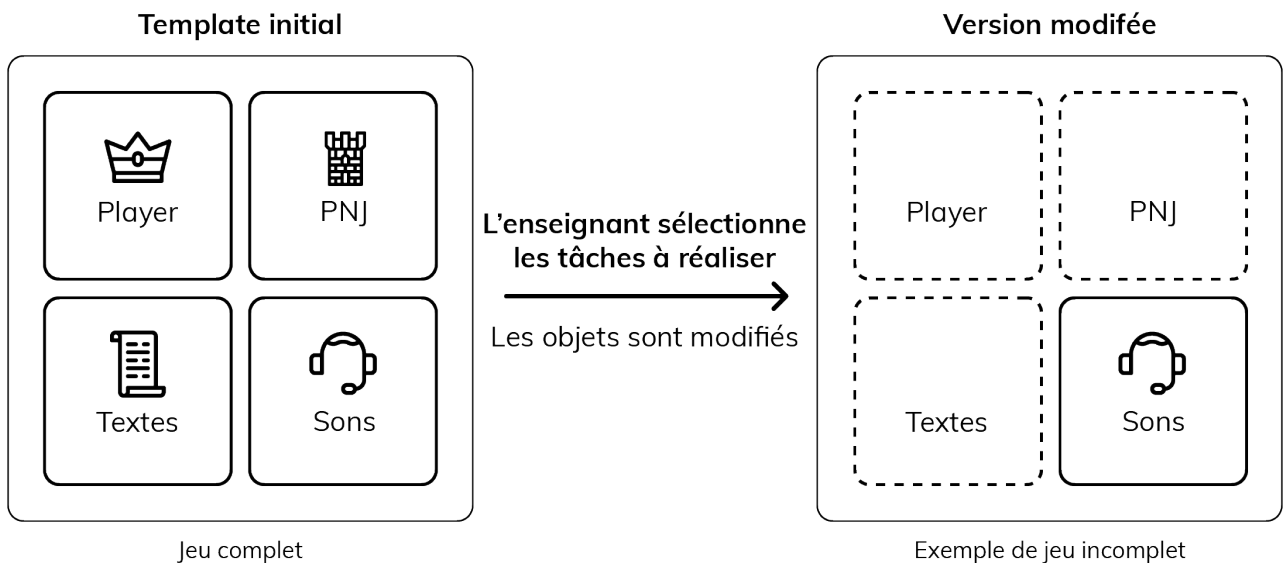 Template initial
Player
PNJ
Textes
Sons
Jeu complet
L'enseignant sélectionne
les tâches à réaliser
Les objets sont modifiés
Version modifée
Player
PNJ
Textes
Sons
Exemple de jeu incomplet